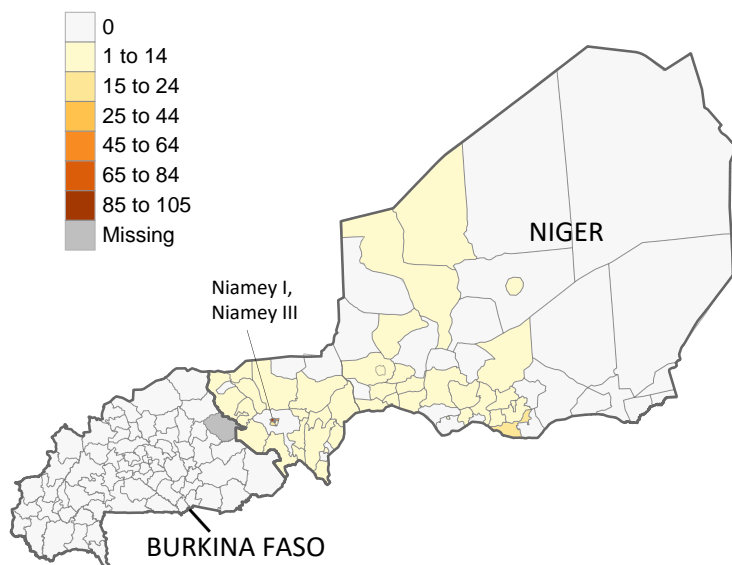 0
1 to 14
15 to 24
25 to 44
45 to 64
65 to 84
85 to 105
Missing
NIGER
Niamey I,
Niamey III
BURKINA FASO